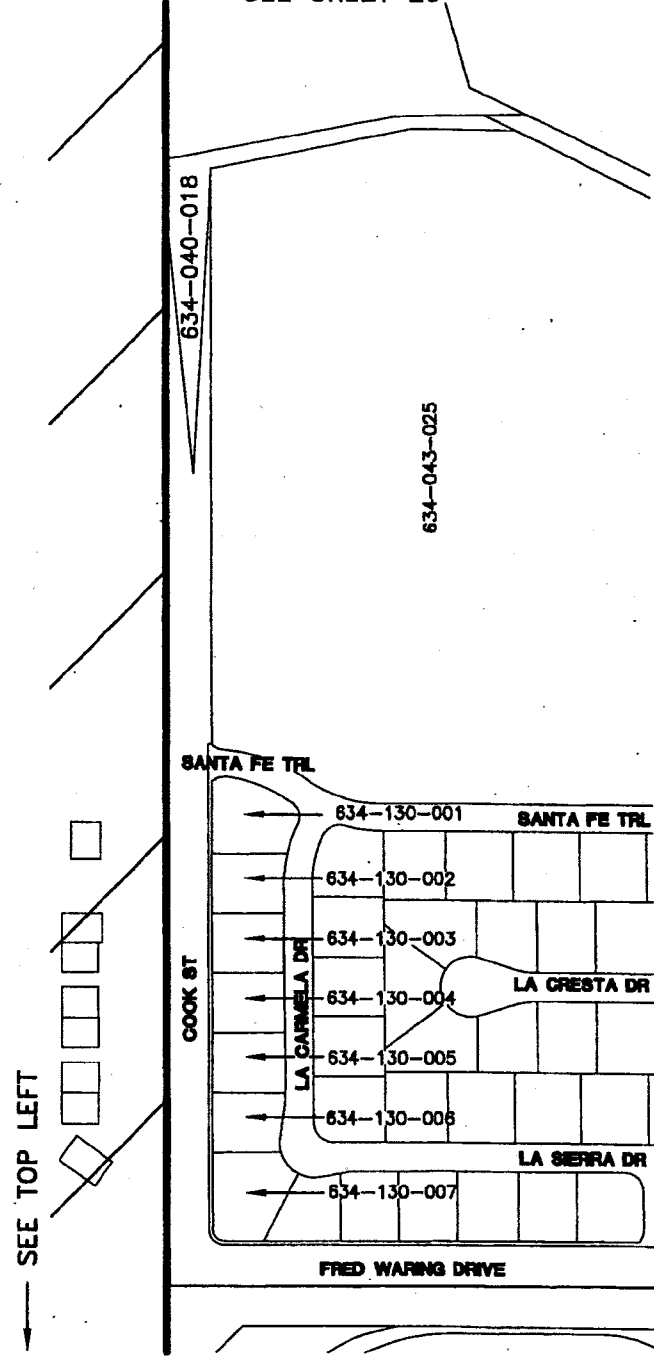 634-040-018
634-043-025
SANTA FE TRL
634-130-001
SANTA FE TRL
634-130-002
634-130-003
COOK ST
LA CARMELA DR
LA CRESTA DR
634-130-004
634-130-005
634-130-006
SEE TOP LEFT
LA SIERRA DR
634-130-007
FRED WARING DRIVE